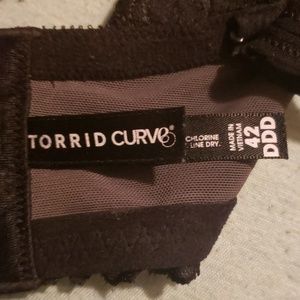 TORRID CURVE®
CHLORINE
LINE DRY.
MADE IN
VIETNAM
42
DDD